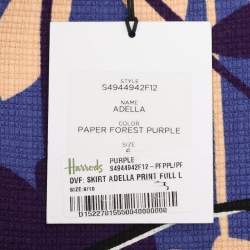 STYLE
S4944942F12
NAME
ADELLA
COLOR
PAPER FOREST PURPLE
SIZE
Harrods
PURPLE
S4944942F12-PFPPL/PF
DVF: SKIRT ADELLA PRINT FULL L
SIZE:8/10